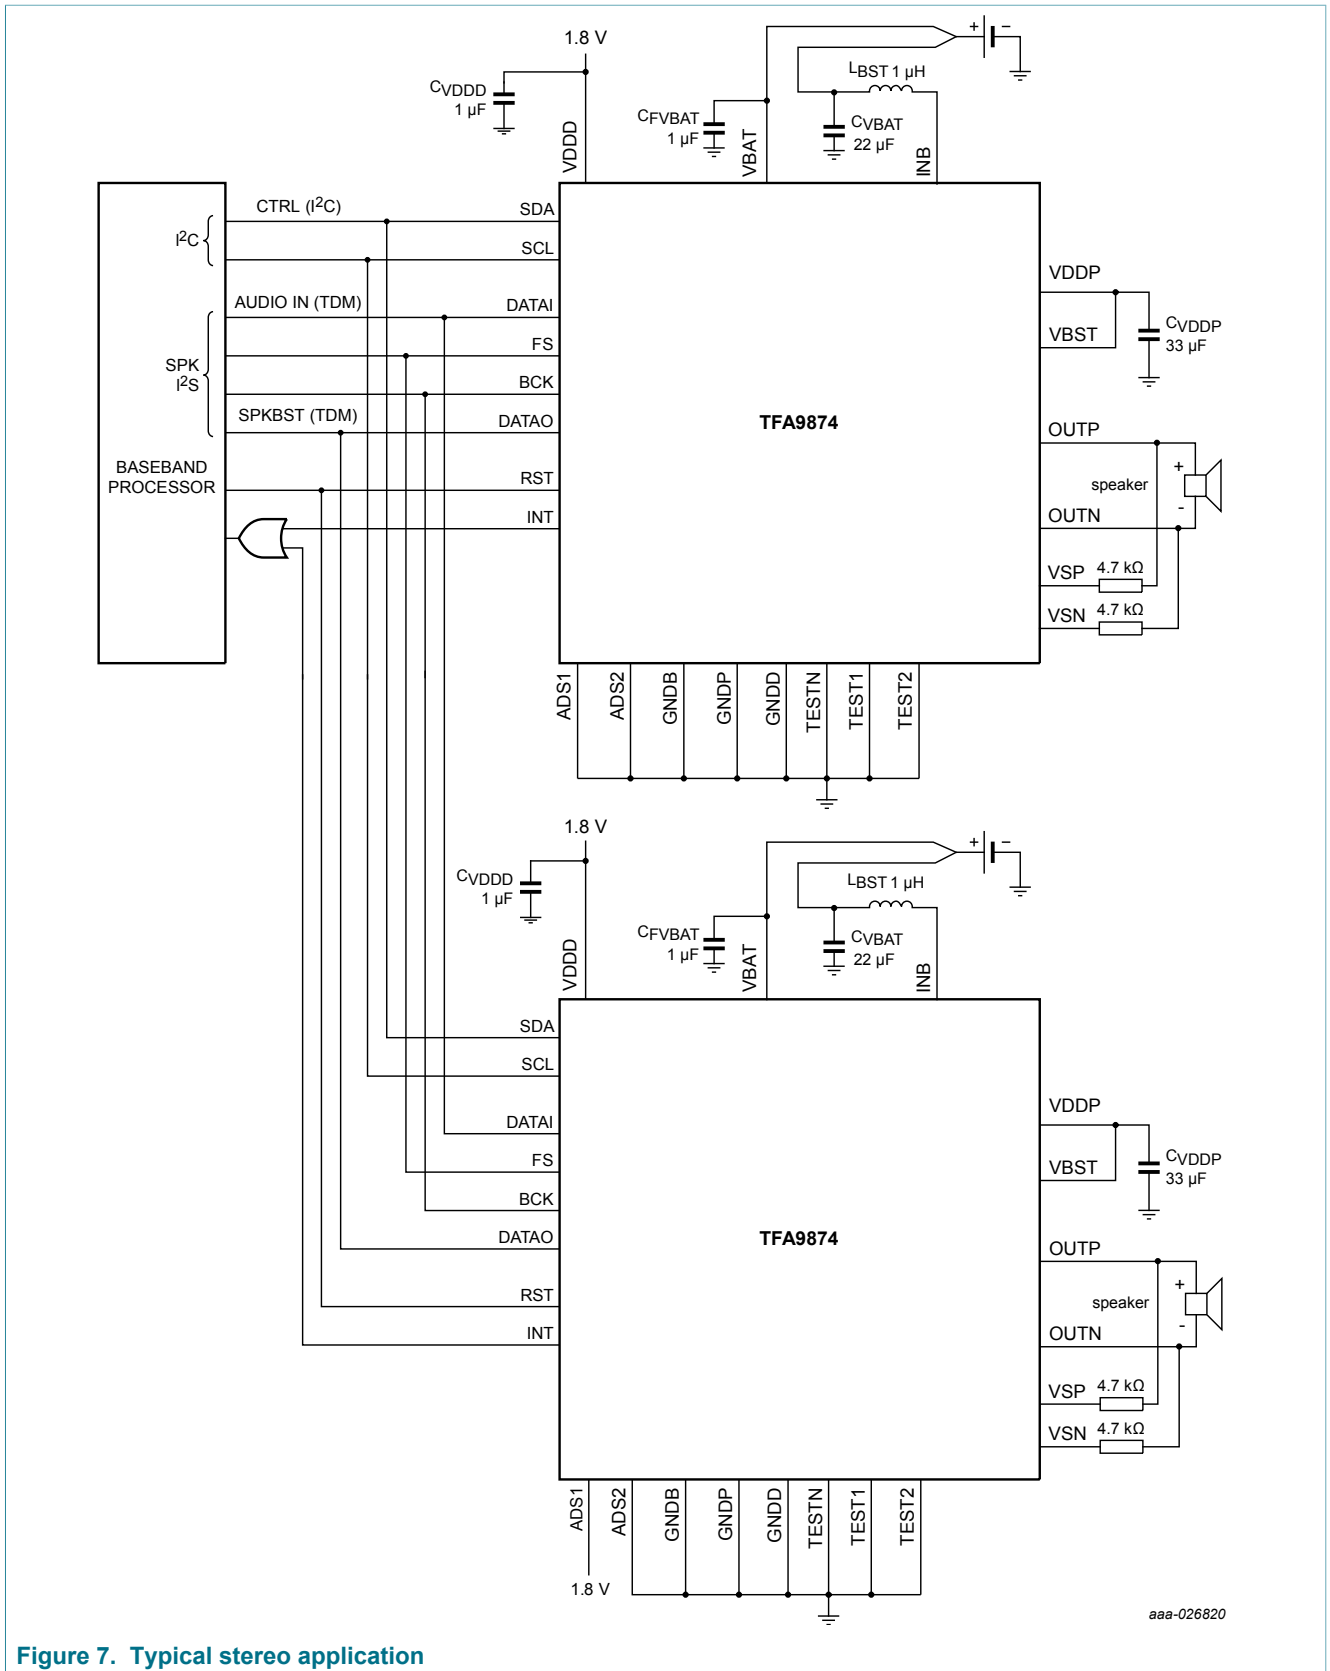 1.8 V
CVDDD
1 µF
VDDD
CFVBAT
1 µF
VBAT
+ –
LBST 1 µH
CVBAT
22 µF
INB
I2C
CTRL (I2C)
SDA
SCL
SPK
I2S
AUDIO IN (TDM)
DATAI
FS
BCK
SPKBST (TDM)
DATAO
BASEBAND
PROCESSOR
RST
INT
TFA9874
VDDP
VBST
CVDDP
33 µF
OUTP
speaker
+
-
OUTN
VSP
4.7 kΩ
VSN
4.7 kΩ
ADS1
ADS2
GNDB
GNDP
GNDD
TESTN
TEST1
TEST2
1.8 V
CVDDD
1 µF
VDDD
CFVBAT
1 µF
VBAT
+ –
LBST 1 µH
CVBAT
22 µF
INB
SDA
SCL
DATAI
FS
BCK
DATAO
RST
INT
TFA9874
VDDP
VBST
CVDDP
33 µF
OUTP
speaker
+
-
OUTN
VSP
4.7 kΩ
VSN
4.7 kΩ
ADS1
ADS2
GNDB
GNDP
GNDD
TESTN
TEST1
TEST2
1.8 V
aaa-026820
Figure 7. Typical stereo application